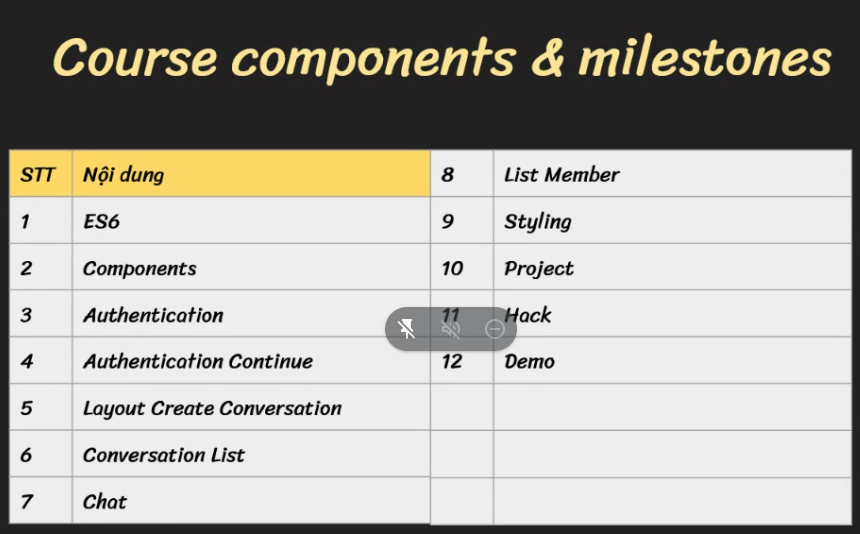 Course components & milestones
STT Nội dung
1 ES6
2 Components
3 Authentication
4 Authentication Continue
5 Layout Create Conversation
6 Conversation List
7 Chat
8 List Member
9 Styling
10 Project
11 Hack
12 Demo